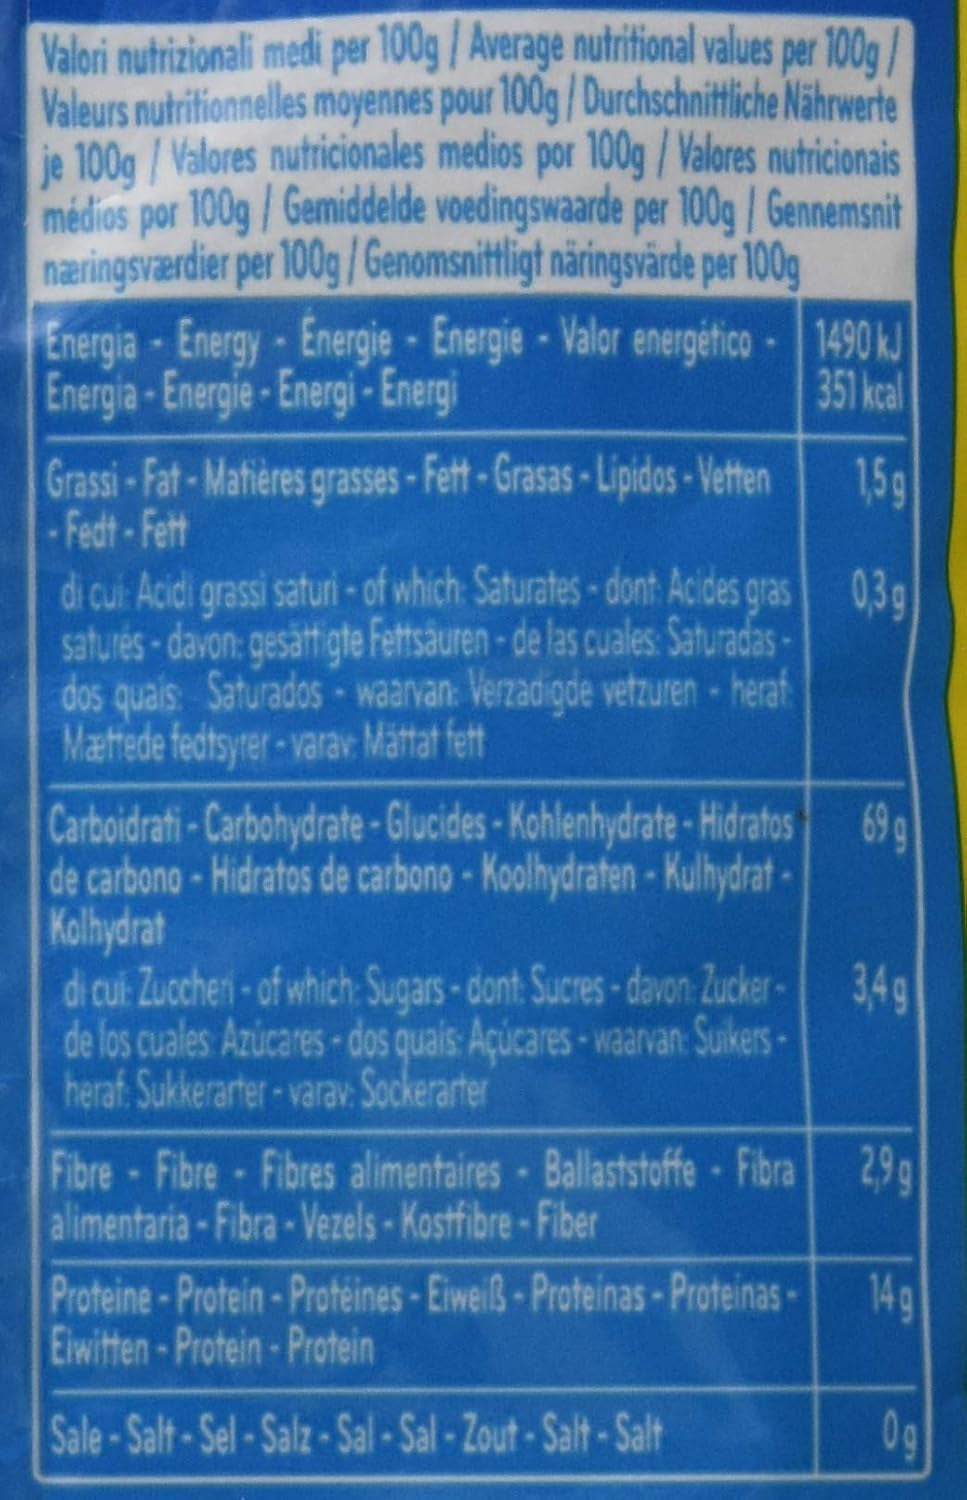 Valori nutrizionali medi per 100g / Average nutritional values per 100g /
Valeurs nutritionnelles moyennes pour 100g / Durchschnittliche Nährwerte
je 100g / Valores nutricionales medios por 100g / Valores nutricionais
médios por 100g / Gemiddelde voedingswaarde per 100g / Gennemsnit
næringsværdier per 100g / Genomsnittligt näringsvärde per 100g
Energia - Energy - Énergie - Energie - Valor energético - 1490 kJ
Energia - Energie - Energi - Energi 351 kcal
Grassi - Fat - Matières grasses - Fett - Grasas - Lípidos - Vetten 1,5 g
- Fedt - Fett
di cui: Acidi grassi saturi - of which: Saturates - dont: Acides gras 0,3 g
saturés - davon: gesättigte Fettsäuren - de las cuales: Saturadas -
dos quais: Saturados - waarvan: Verzadigde vetzuren - heraf:
Mættede fedtsyrer - varav: Mättat fett
Carboidrati - Carbohydrate - Glucides - Kohlenhydrate - Hidratos 69 g
de carbono - Hidratos de carbono - Koolhydraten - Kulhydrat -
Kolhydrat
di cui: Zuccheri - of which: Sugars - dont: Sucres - davon: Zucker - 3,4 g
de los cuales: Azúcares - dos quais: Açúcares - waarvan: Suikers -
heraf: Sukkerarter - varav: Sockerarter
Fibre - Fibre - Fibres alimentaires - Ballaststoffe - Fibra 2,9 g
alimentaria - Fibra - Vezels - Kostfibre - Fiber
Proteine - Protein - Protéines - Eiweiß - Proteínas - Proteínas - 14 g
Eiwitten - Protein - Protein
Sale - Salt - Sel - Salz - Sal - Sal - Zout - Salt - Salt 0 g